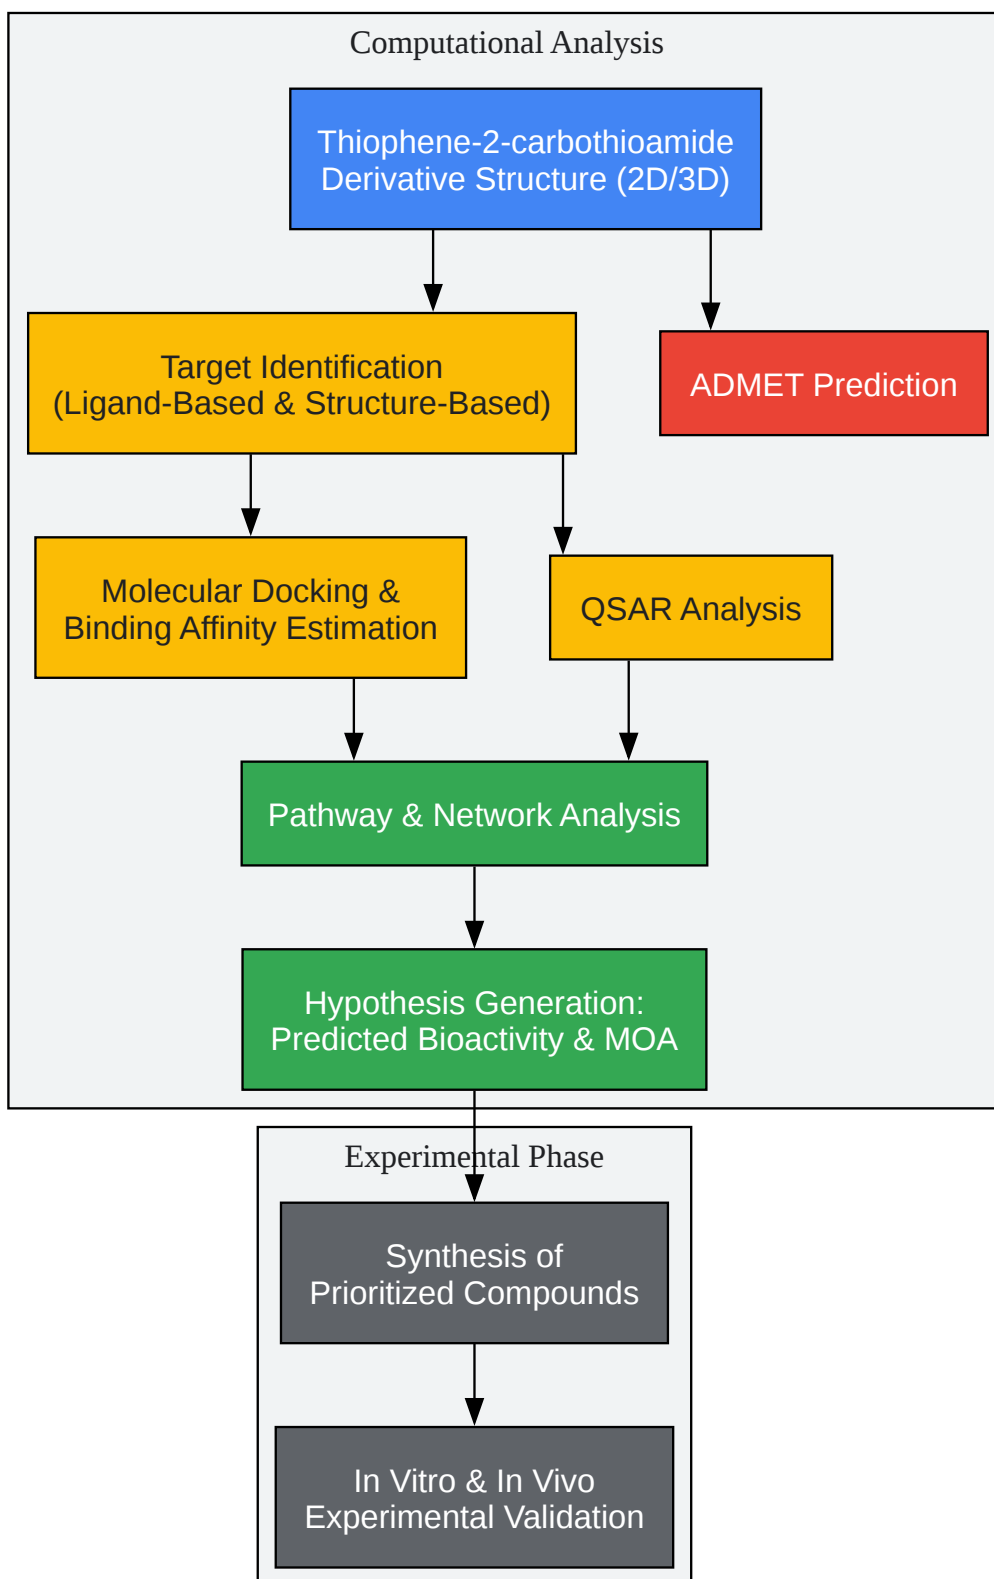 Computational Analysis
Thiophene-2-carbothioamide
Derivative Structure (2D/3D)
Target Identification
(Ligand-Based & Structure-Based)
ADMET Prediction
Molecular Docking &
Binding Affinity Estimation
QSAR Analysis
Pathway & Network Analysis
Hypothesis Generation:
Predicted Bioactivity & MOA
Experimental Phase
Synthesis of
Prioritized Compounds
In Vitro & In Vivo
Experimental Validation